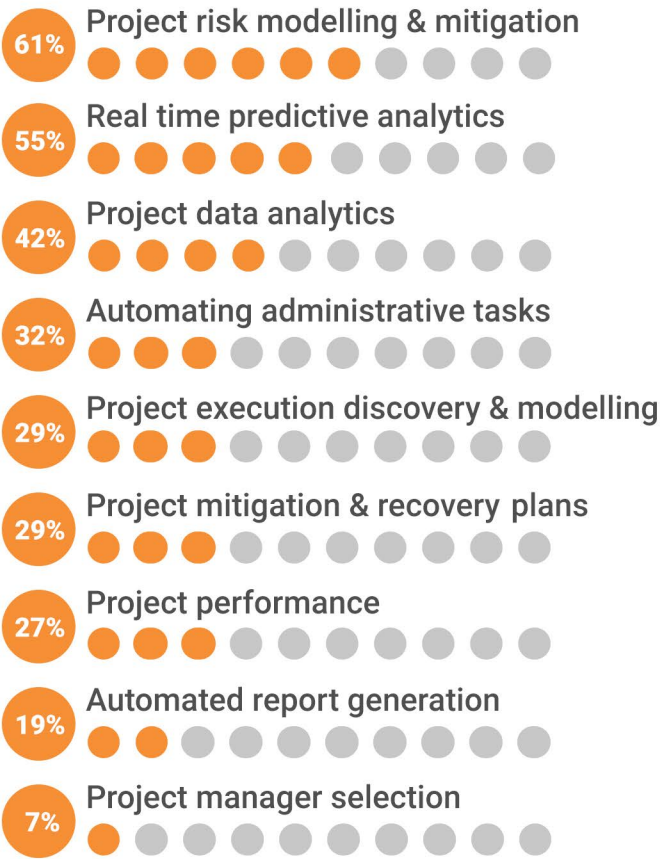 Project risk modelling & mitigation
61%
Real time predictive analytics
55%
Project data analytics
42%
Automating administrative tasks
32%
Project execution discovery & modelling
29%
Project mitigation & recovery plans
29%
Project performance
27%
Automated report generation
19%
Project manager selection
7%